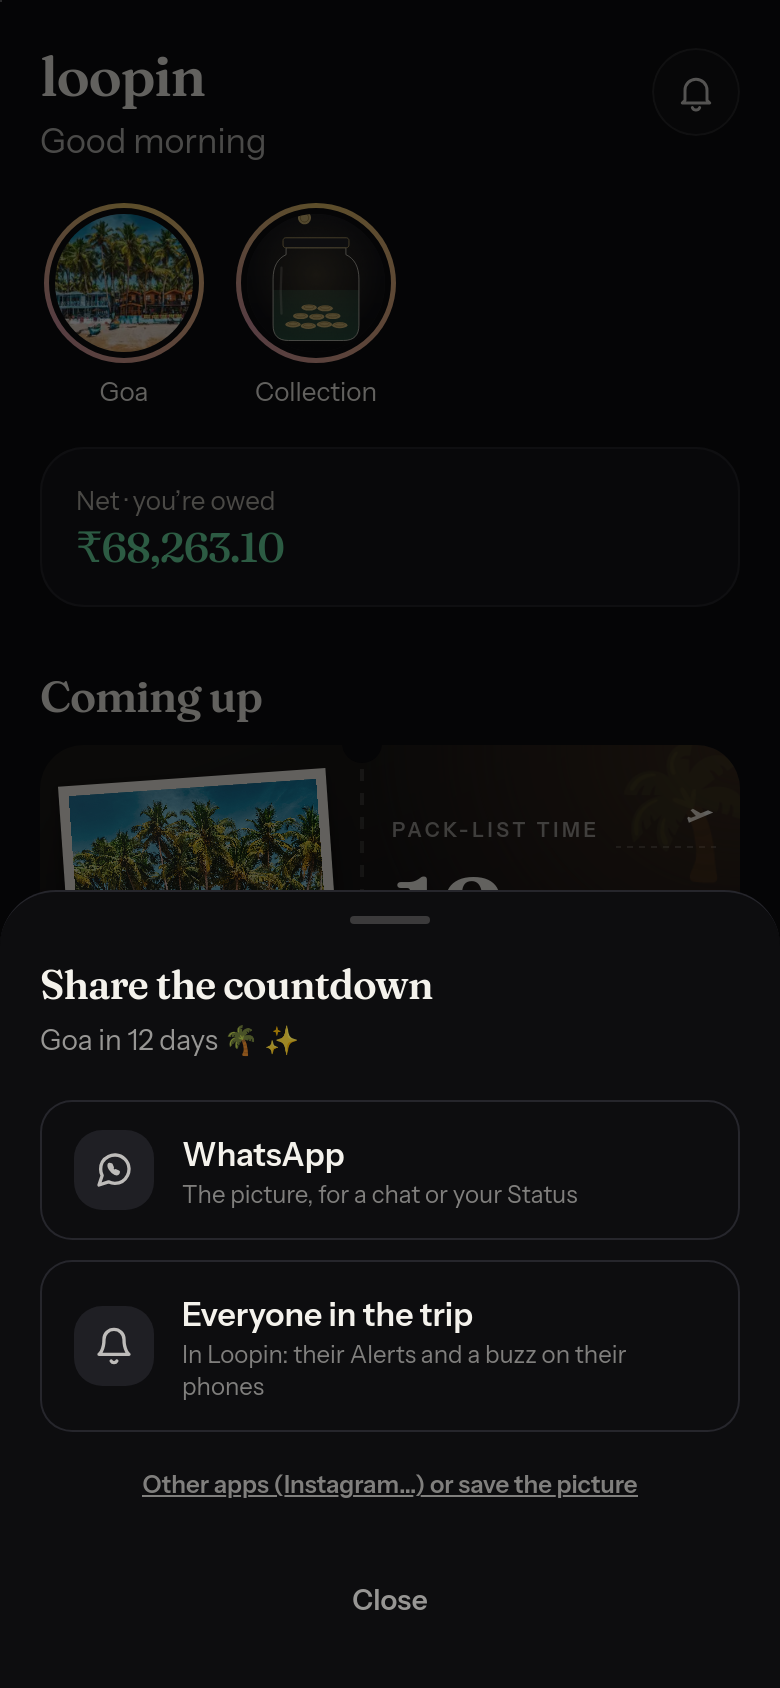 loopin
Good morning
Goa
Collection
Net · you’re owed
₹68,263.10
Coming up
PACK-LIST TIME
Share the countdown
Goa in 12 days 🌴 ✨
WhatsApp
The picture, for a chat or your Status
Everyone in the trip
In Loopin: their Alerts and a buzz on their
phones
Other apps (Instagram...) or save the picture
Close